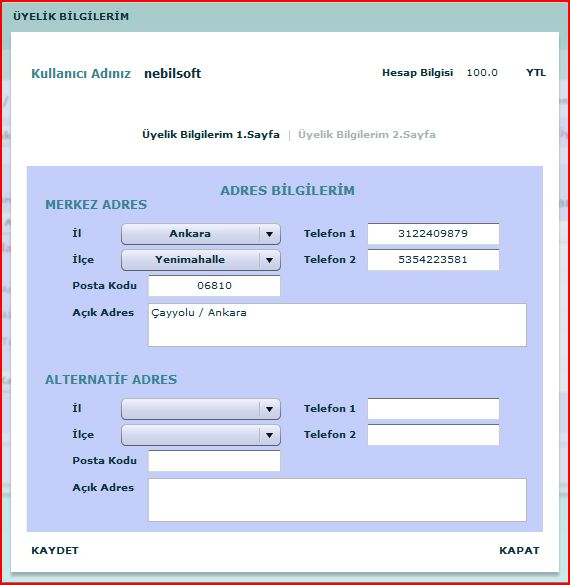 ÜYELİK BİLGİLERİM
Kullanıcı Adınız nebilsoft Hesap Bilgisi 100.0 YTL
Üyelik Bilgilerim 1.Sayfa | Üyelik Bilgilerim 2.Sayfa
ADRES BİLGİLERİM
MERKEZ ADRES
İl Ankara Telefon 1 3122409879
İlçe Yenimahalle Telefon 2 5354223581
Posta Kodu 06810
Açık Adres Çayyolu / Ankara
ALTERNATİF ADRES
İl Telefon 1
İlçe Telefon 2
Posta Kodu
Açık Adres
KAYDET KAPAT